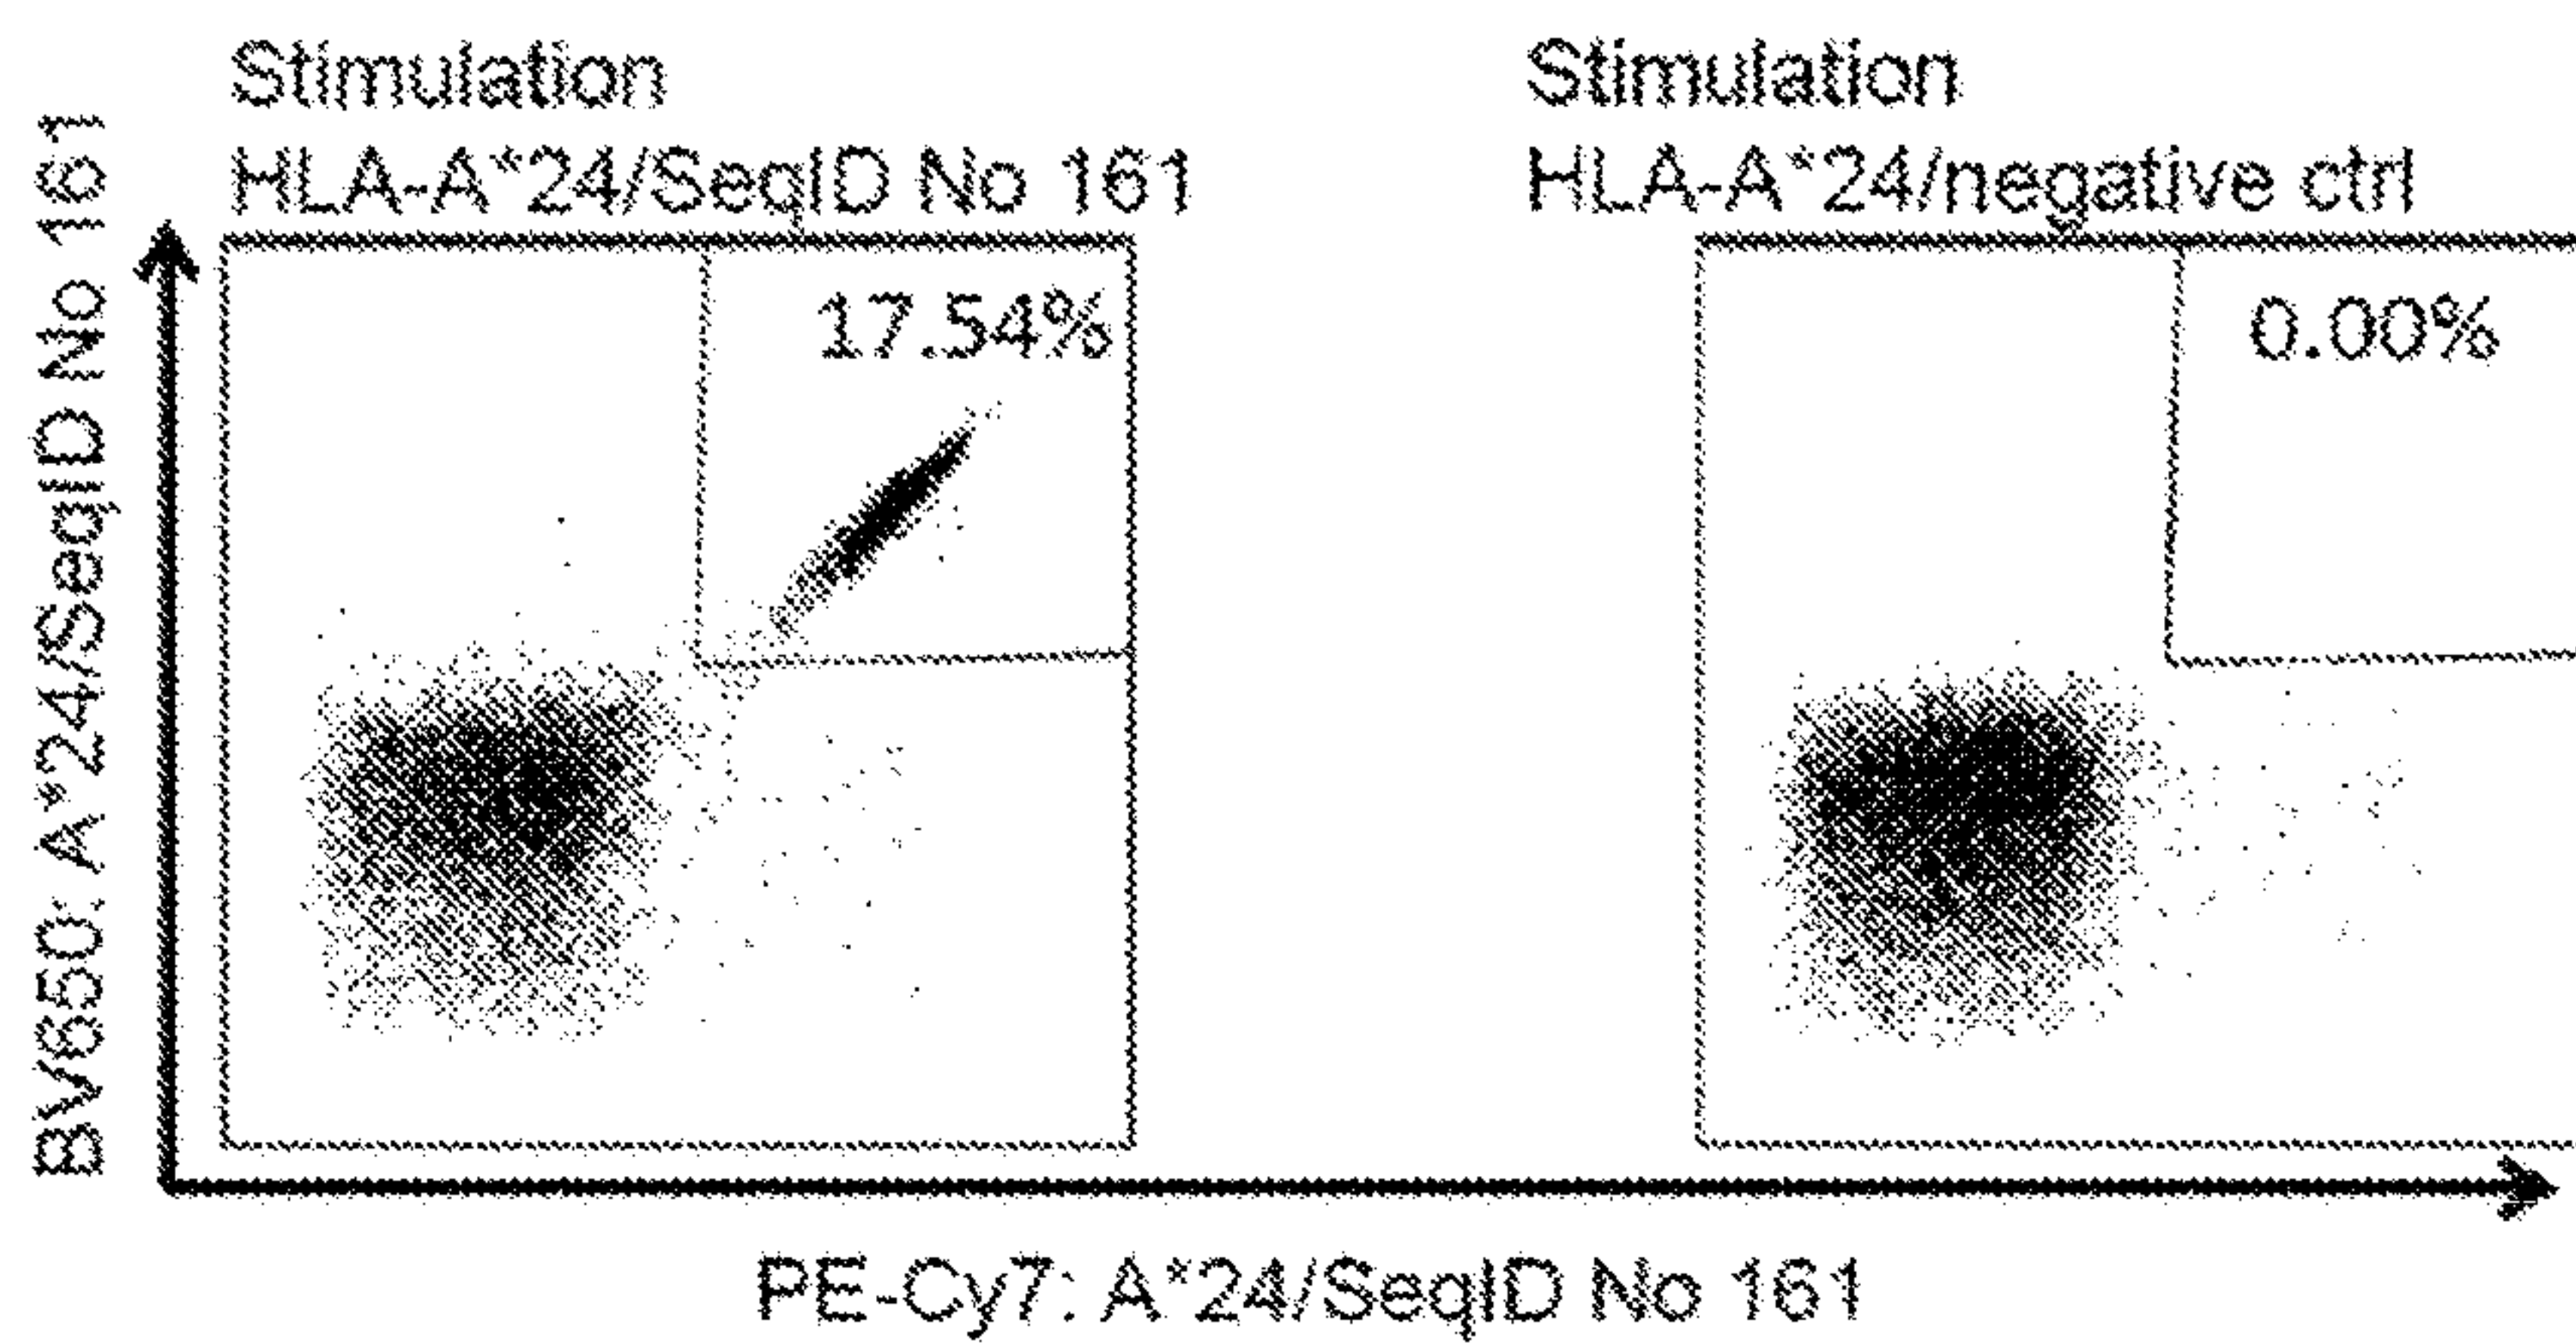 Stimulation
HLA-A*24/SeqID No 161
Stimulation
HLA-A*24/negative ctrl
BV650: A*24/SeqID No 161
17.54%
0.00%
PE-Cy7: A*24/SeqID No 161